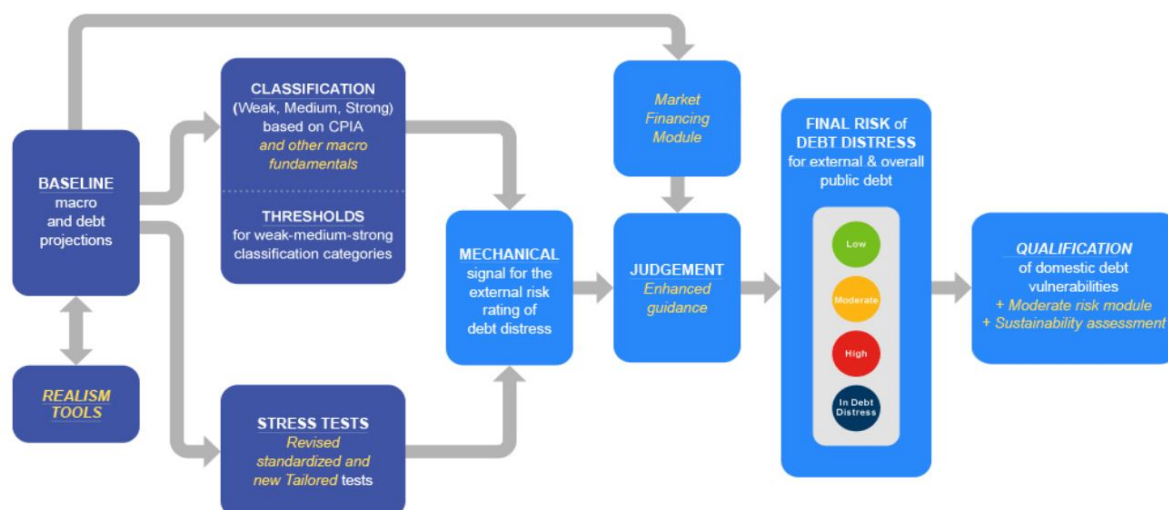 BASELINE
macro
and debt
projections
REALISM
TOOLS
CLASSIFICATION
(Weak, Medium, Strong)
based on CPIA
and other macro
fundamentals
THRESHOLDS
for weak-medium-strong
classification categories
STRESS TESTS
Revised
standardized and
new Tailored tests
MECHANICAL
signal for the
external risk
rating of
debt distress
Market
Financing
Module
JUDGEMENT
Enhanced
guidance
FINAL RISK of
DEBT DISTRESS
for external & overall
public debt
Low
Moderate
High
In Debt
Distress
QUALIFICATION
of domestic debt
vulnerabilities
+ Moderate risk module
+ Sustainability assessment